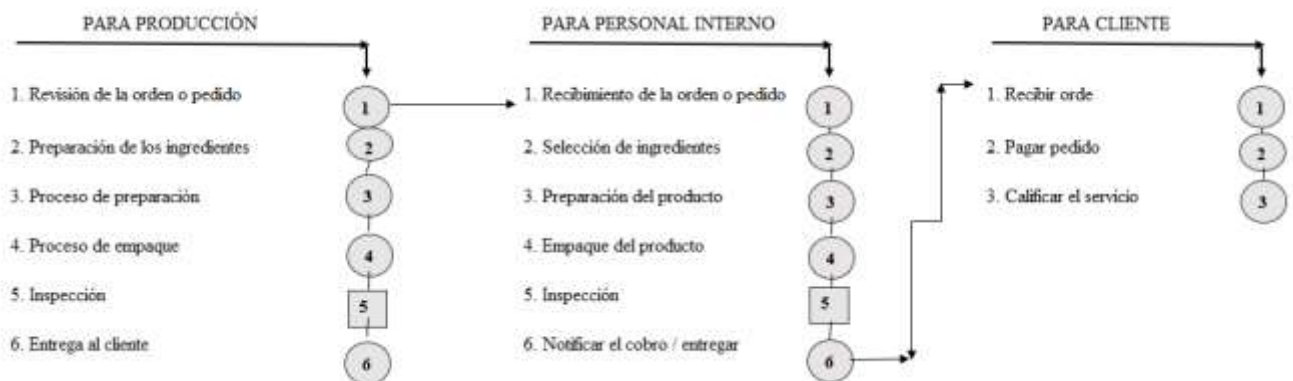 PARA PRODUCCIÓN
1. Revisión de la orden o pedido
1
2. Preparación de los ingredientes
2
3. Proceso de preparación
3
4. Proceso de empaque
4
5. Inspección
5
6. Entrega al cliente
6
PARA PERSONAL INTERNO
1. Recibimiento de la orden o pedido
1
2. Selección de ingredientes
2
3. Preparación del producto
3
4. Empaque del producto
4
5. Inspección
5
6. Notificar el cobro / entregar
6
PARA CLIENTE
1. Recibir orde
1
2. Pagar pedido
2
3. Calificar el servicio
3